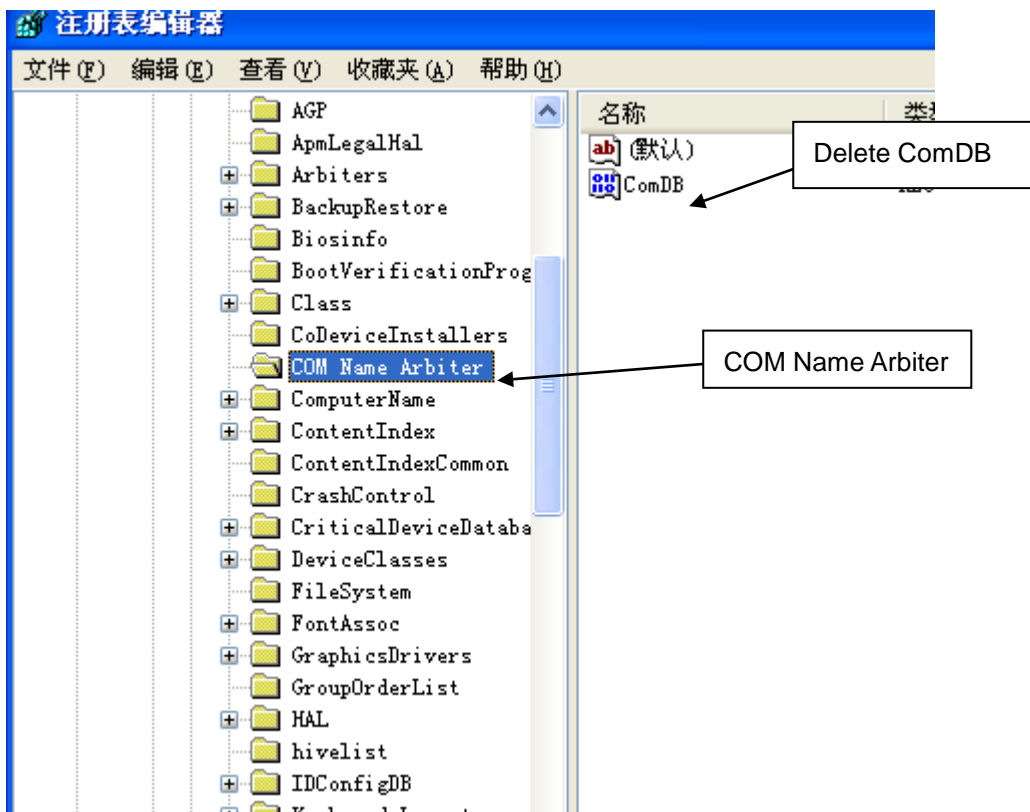 注册表编辑器
文件(F) 编辑(E) 查看(V) 收藏夹(A) 帮助(H)
AGP
ApmLegalHal
Arbiters
BackupRestore
Biosinfo
BootVerificationProg
Class
CoDeviceInstallers
COM Name Arbiter
ComputerName
ContentIndex
ContentIndexCommon
CrashControl
CriticalDeviceDataba
DeviceClasses
FileSystem
FontAssoc
GraphicsDrivers
GroupOrderList
HAL
hivelist
IDConfigDB
名称
(默认)
ComDB
Delete ComDB
COM Name Arbiter